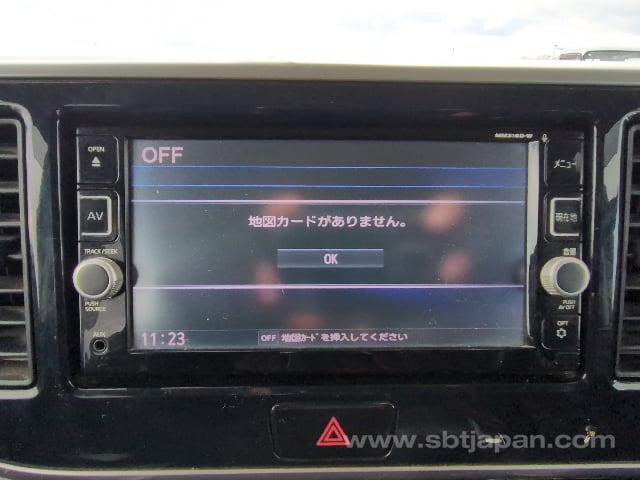 MM316D-W
OPEN
OFF
メニュー
地図カードがありません。
AV
現在地
OK
TRACK/SEEK
音量
PUSH
SOURCE
PUSH
AV OFF
AUX
11:23
OFF 地図ｶｰﾄﾞを挿入してください
OPT
www.sbtjapan.com/